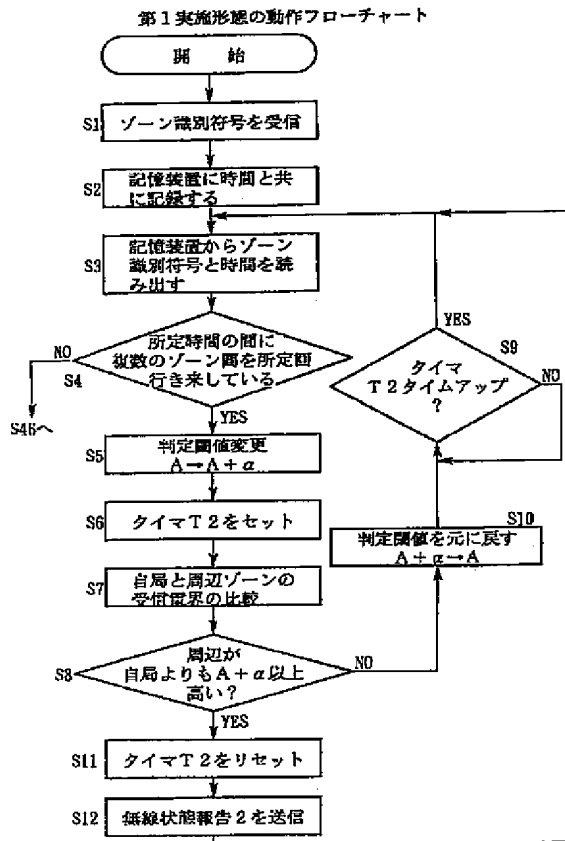 第1実施形態の動作フローチャート
開 始
S1
ゾーン識別符号を受信
S2
記憶装置に時間と共
に記録する
S3
記憶装置からゾーン
識別符号と時間を読
み出す
所定時間の間に
複数のゾーン間を所定回
行き来している
S4
NO
S46へ
YES
S5
判定閾値変更
A→A+α
S6
タイマT2をセット
S7
自局と周辺ゾーンの
受信電界の比較
S8
周辺が
自局よりもA+α以上
高い?
NO
YES
S9
タイマ
T2タイムアップ
?
YES
NO
S10
判定閾値を元に戻す
A+α→A
S11
タイマT2をリセット
S12
無線状態報告2を送信